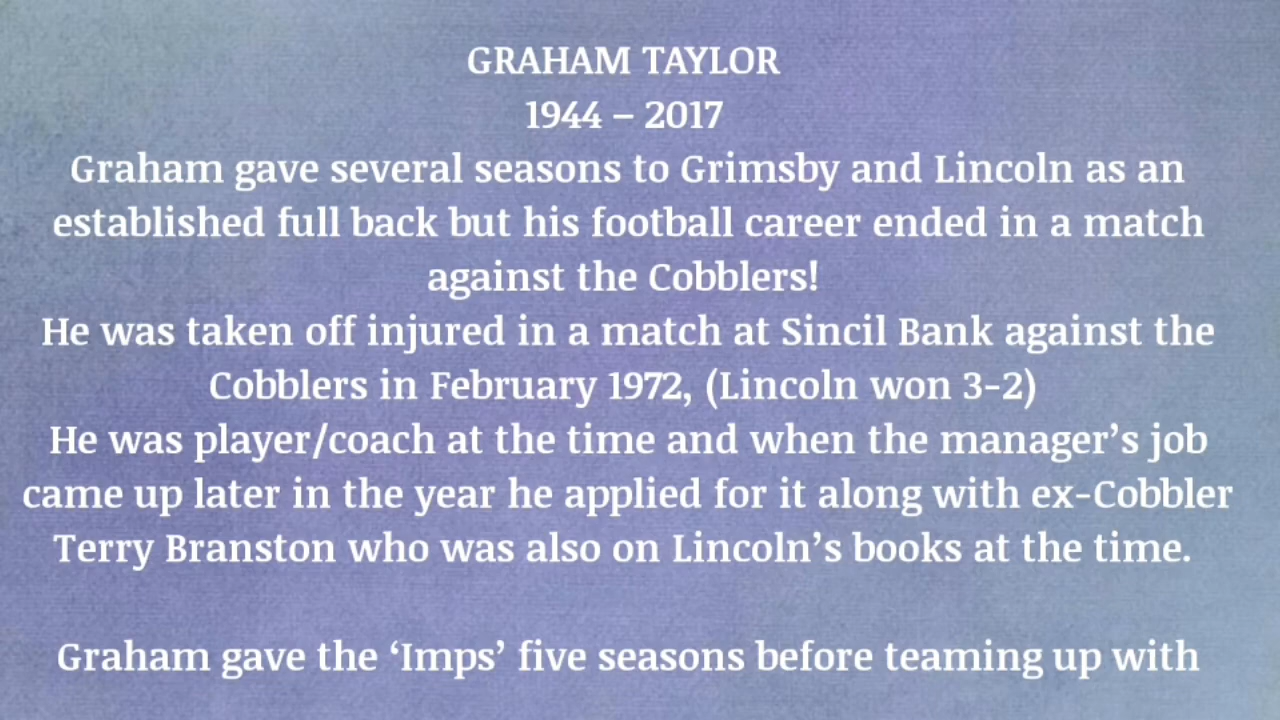 GRAHAM TAYLOR
1944 – 2017
Graham gave several seasons to Grimsby and Lincoln as an
established full back but his football career ended in a match
against the Cobblers!
He was taken off injured in a match at Sincil Bank against the
Cobblers in February 1972, (Lincoln won 3-2)
He was player/coach at the time and when the manager’s job
came up later in the year he applied for it along with ex-Cobbler
Terry Branston who was also on Lincoln’s books at the time.
Graham gave the ‘Imps’ five seasons before teaming up with